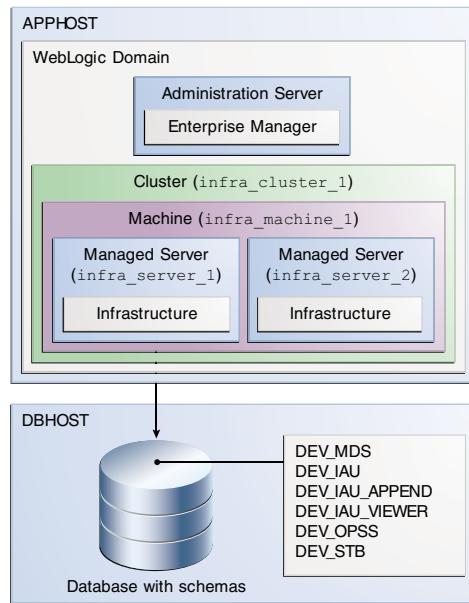 APPHOST
WebLogic Domain
Administration Server
Enterprise Manager
Cluster (infra_cluster_1)
Machine (infra_machine_1)
Managed Server
(infra_server_1)
Infrastructure
Managed Server
(infra_server_2)
Infrastructure
DBHOST
DEV_MDS
DEV_IAU
DEV_IAU_APPEND
DEV_IAU_VIEWER
DEV_OPSS
DEV_STB
Database with schemas